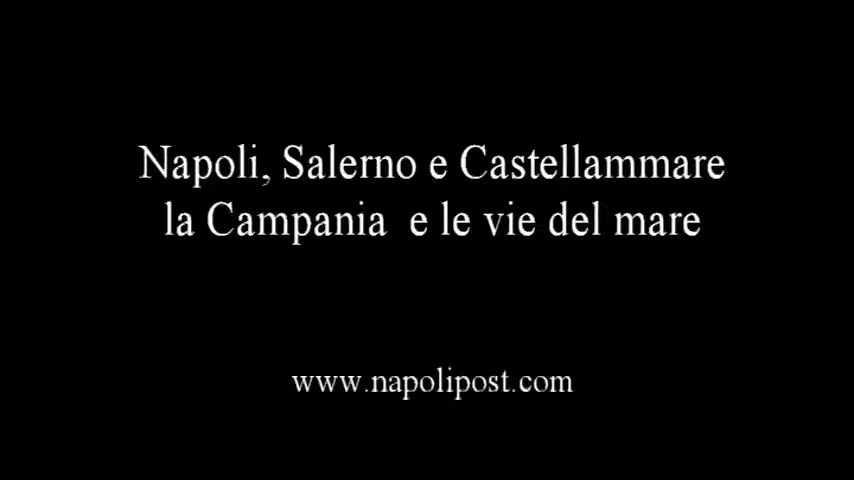 Napoli, Salerno e Castellammare
la Campania  e le vie del mare
www.napolipost.com